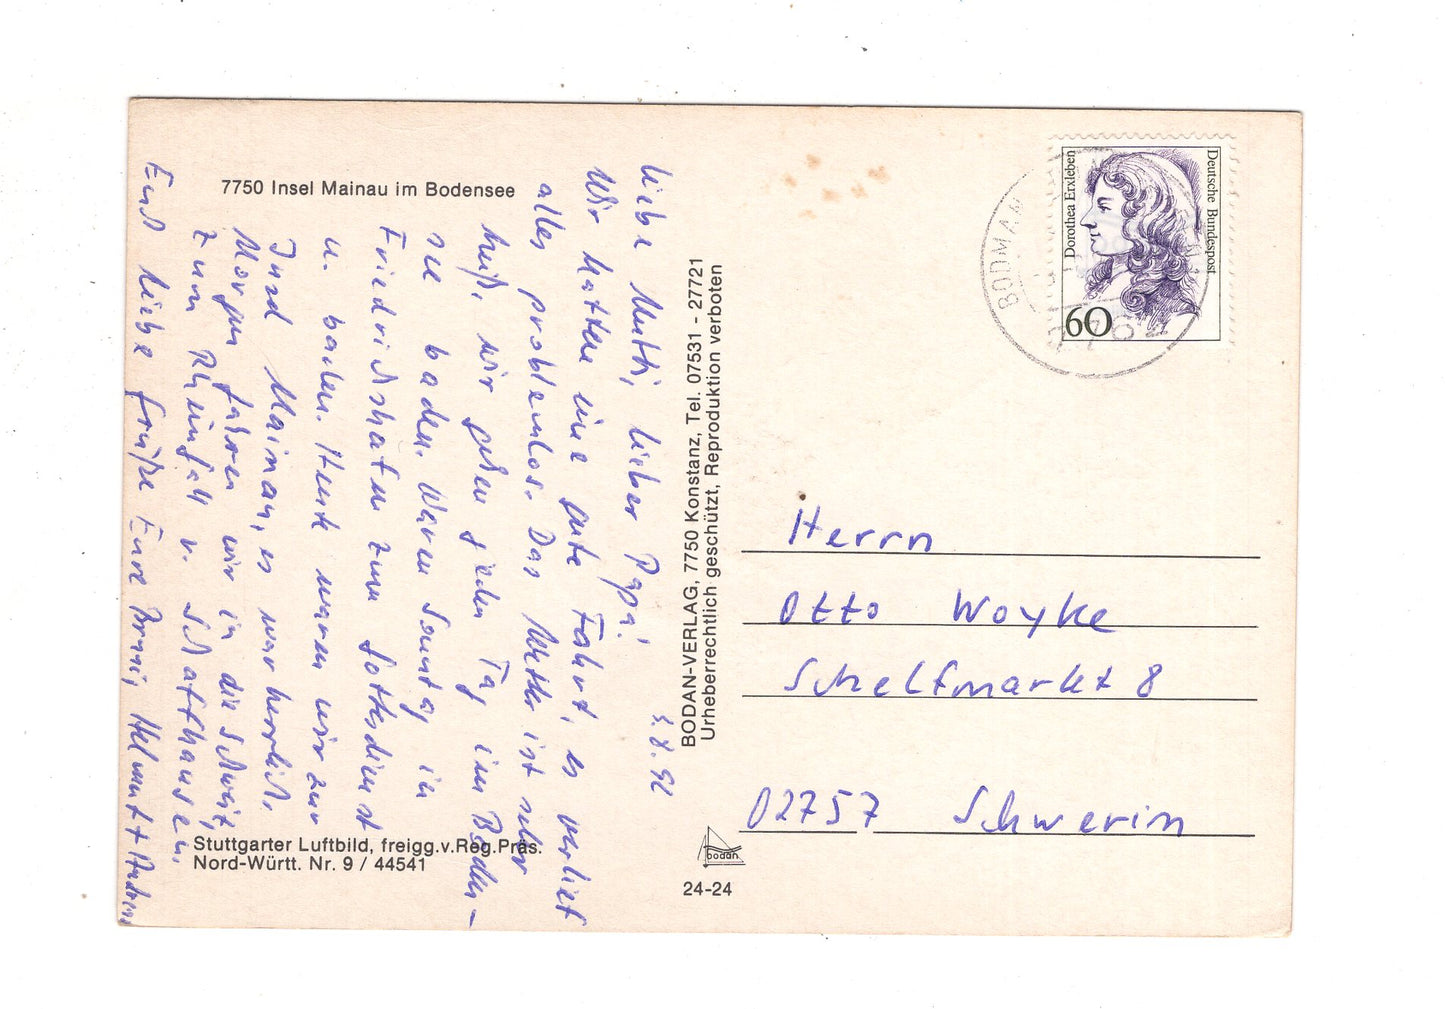 7750 Insel Mainau im Bodensee
3.8.92
Liebe Mutti, lieber Papa!
Wir hatten eine gute Fahrt, es verlief
alles problemlos. Das Wetter ist sehr
heiß, wir gehen jeden Tag im Boden-
see baden. Waren Sonntag in
Friedrichshafen zum Gottesdienst
u. baden. Heute waren wir zur
Insel Mainau, es war herrlich.
Morgen fahren wir in die Schweiz,
zum Rheinfall v. Schaffhausen.
Euch liebe Grüße Eure Helmut +
Stuttgarter Luftbild, freigg.v.Reg.Präs.
Nord-Württ. Nr. 9 / 44541
BODAN-VERLAG, 7750 Konstanz, Tel. 07531 - 27721
Urheberrechtlich geschützt, Reproduktion verboten
bodan
24-24
Deutsche Bundespost
Dorothea Erxleben
60
BODMAN
Herrn
Otto Woyke
Schelfmarkt 8
02757 Schwerin